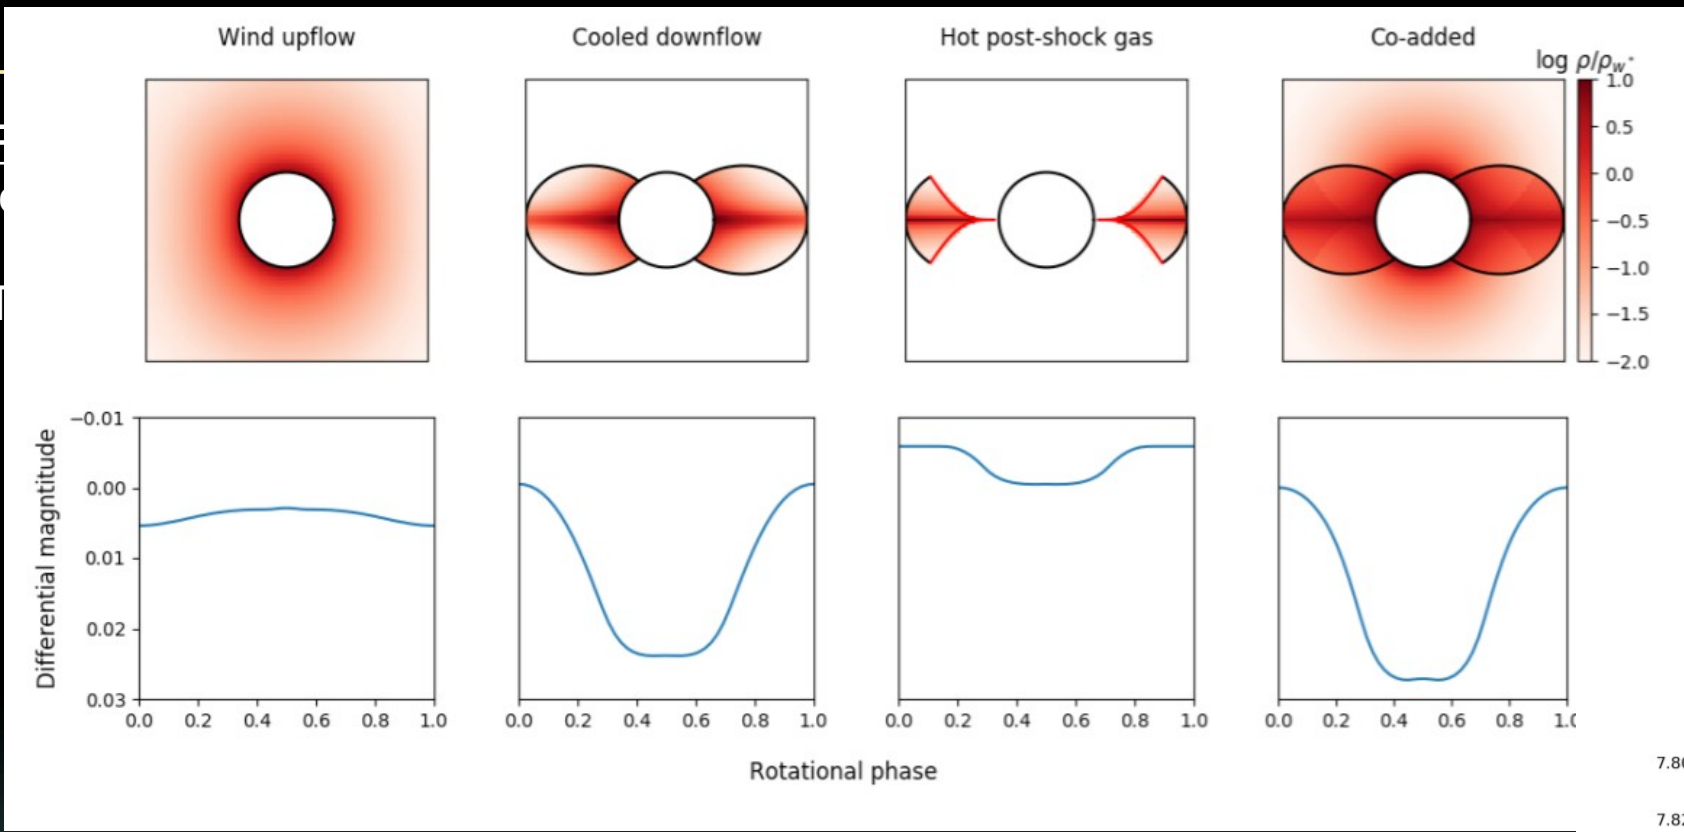 Wind upflow
Cooled downflow
Hot post-shock gas
Co-added
log ρ/ρ_w*
1.0
0.5
0.0
−0.5
−1.0
−1.5
−2.0
Differential magntitude
−0.01
0.00
0.01
0.02
0.03
0.0 0.2 0.4 0.6 0.8 1.0
0.0 0.2 0.4 0.6 0.8 1.0
0.0 0.2 0.4 0.6 0.8 1.0
0.0 0.2 0.4 0.6 0.8 1.0
Rotational phase